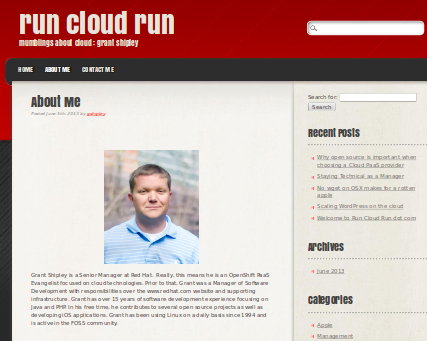 run cloud run
mumblings about cloud : grant shipley
HOME ABOUT ME CONTACT ME
About Me
Posted June 5th, 2013 by gshipley
Grant Shipley is a Senior Manager at Red Hat. Really, this means he is an OpenShift PaaS
Evangelist focused on cloud technologies. Prior to that, Grant was a Manager of Software
Development with responsibilities over the www.redhat.com website and supporting
infrastructure. Grant has over 15 years of software development experience focusing on
Java and PHP. In his free time, he contributes to several open source projects as well as
developing iOS applications. Grant has been using Linux on a daily basis since 1994 and
is active in the FOSS community.
Search for:
Search
Recent Posts
Why open source is important when
choosing a Cloud PaaS provider
Staying Technical as a Manager
No wget on OSX makes for a rotten
apple
Scaling WordPress on the cloud
Welcome to Run Cloud Run dot com
Archives
June 2013
Categories
Apple
Management